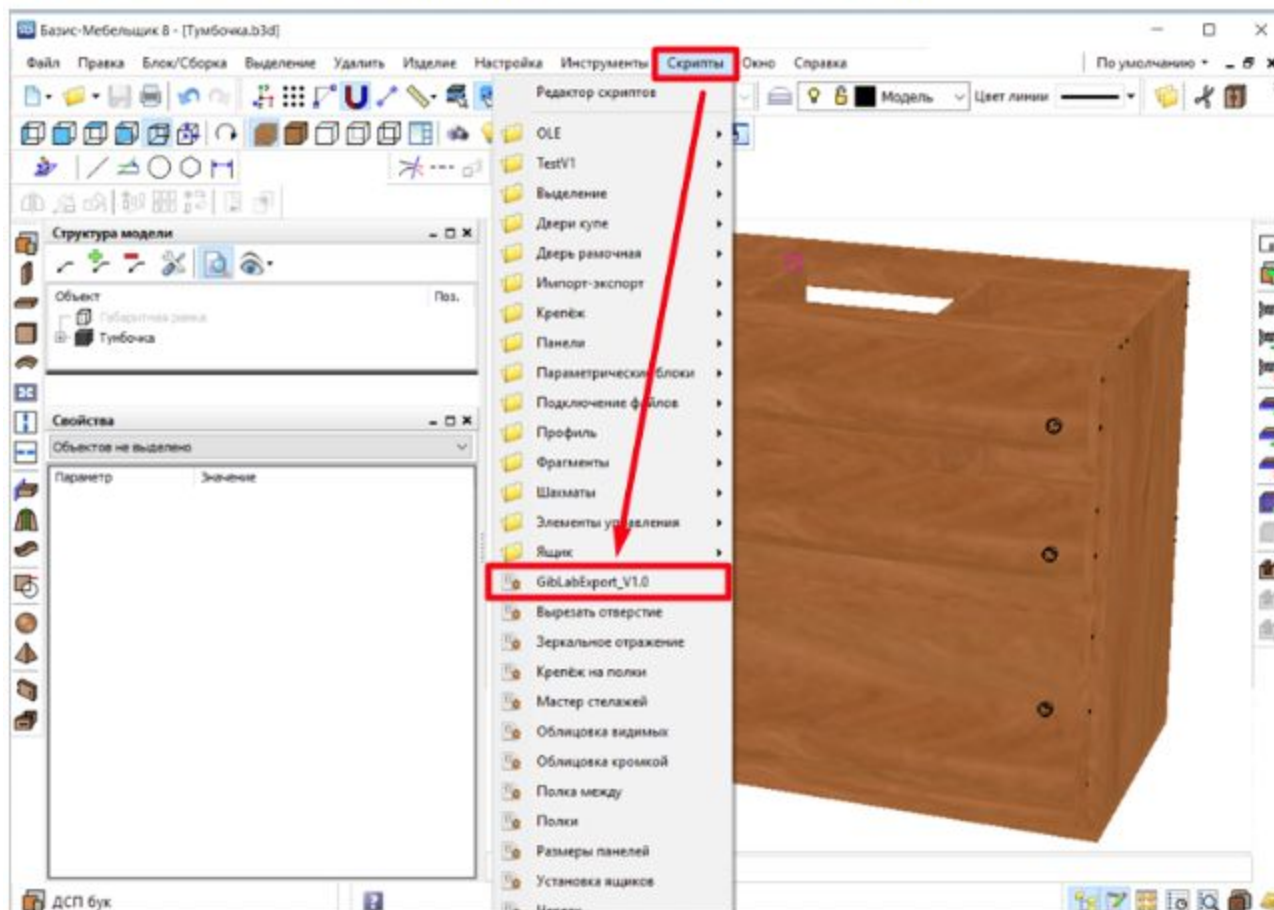 Базис-Мебельщик 8 - [Тумбочка.b3d]
Файл Правка Блок/Сборка Выделение Удалить Изделие Настройка Инструменты Скрипты Окно Справка По умолчанию
Модель Цвет линии
Редактор скриптов
OLE
TestV1
Выделение
Двери купе
Дверь рамочная
Импорт-экспорт
Крепёж
Панели
Параметрические блоки
Подключение файлов
Профиль
Фрагменты
Шахматы
Элементы управления
Ящик
GibLabExport_V1.0
Вырезать отверстие
Зеркальное отражение
Крепёж на полки
Мастер стелажей
Облицовка видимых
Облицовка кромкой
Полка между
Полки
Размеры панелей
Установка ящиков
Структура модели
Объект Поз.
Габаритная рамка
Тумбочка
Свойства
Объектов не выделено
Параметр Значение
ДСП бук